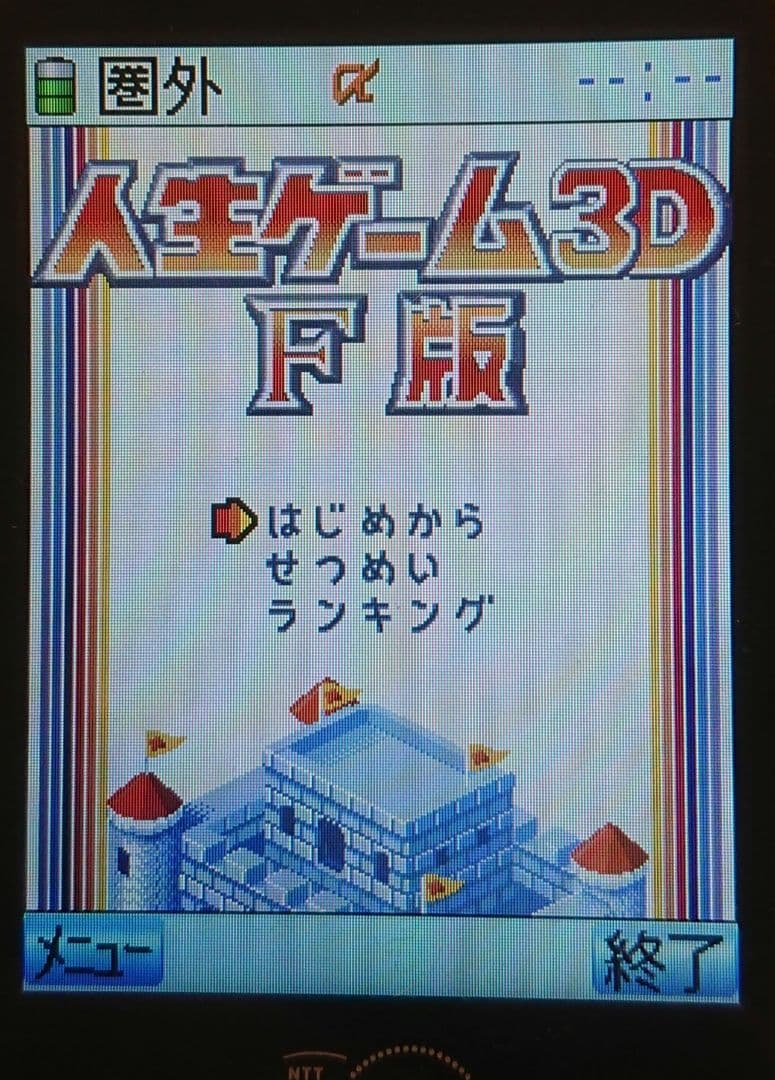 圏外 α --:--
人生ゲーム3D
F版
はじめから
せつめい
ランキング
メニュー 終了
NTT